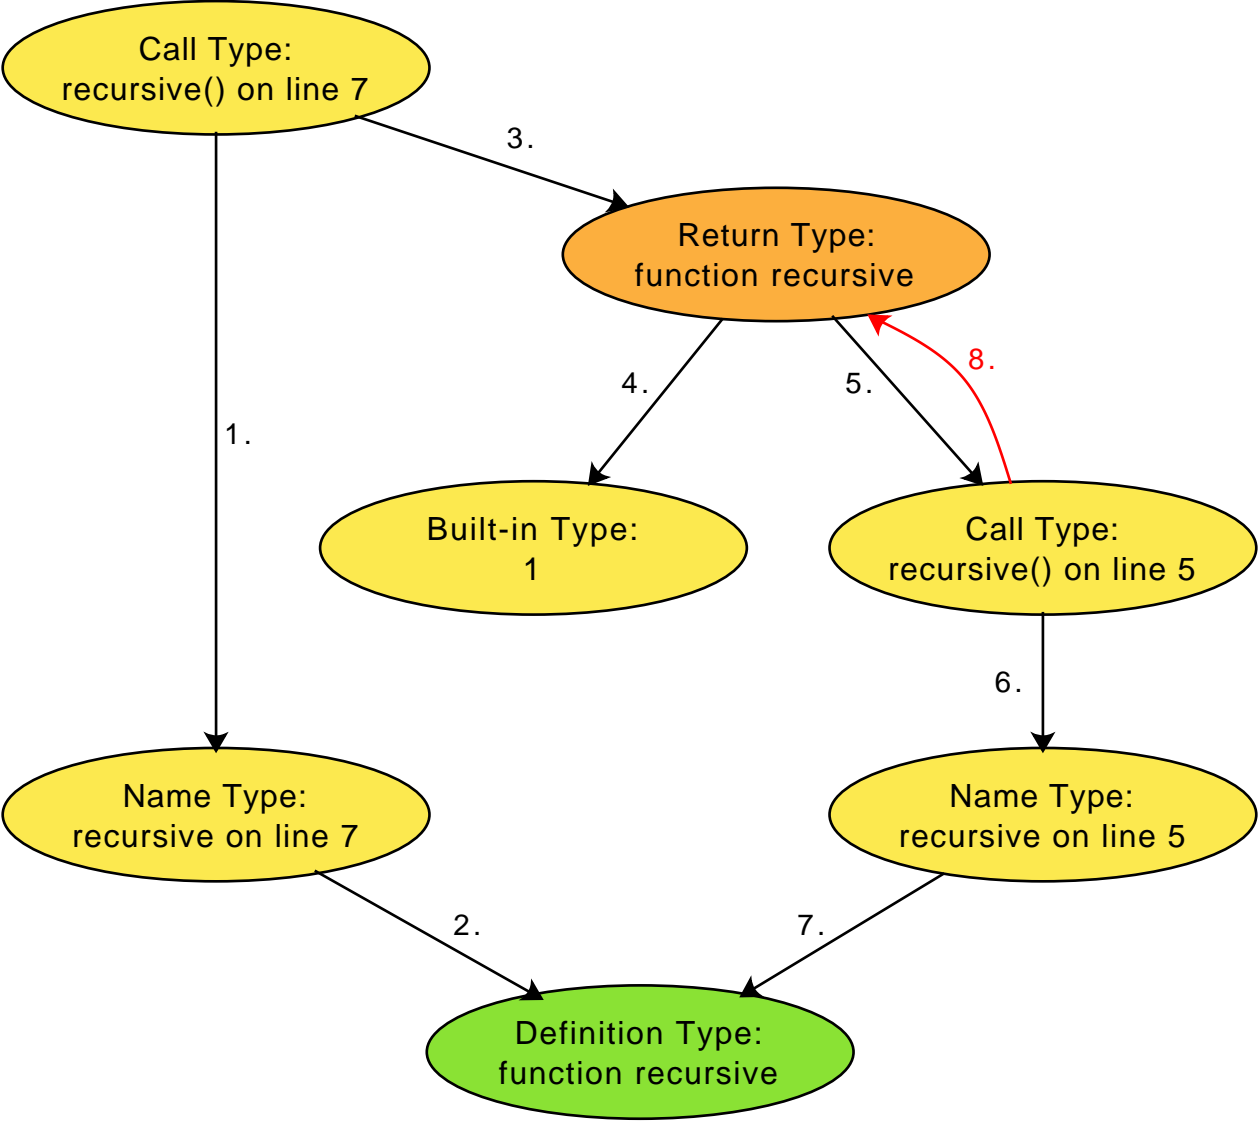 Call Type:
recursive() on line 7
3.
Return Type:
function recursive
8.
4.
5.
1.
Built-in Type:
1
Call Type:
recursive() on line 5
6.
Name Type:
recursive on line 7
Name Type:
recursive on line 5
2.
7.
Definition Type:
function recursive